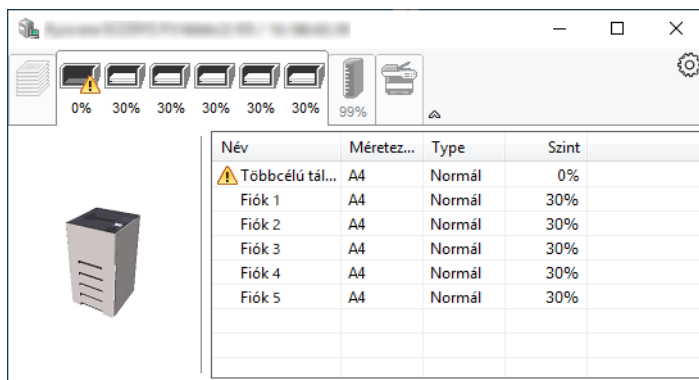 0% 30% 30% 30% 30% 30% 99%
Név Méretez... Type Szint
Többcélú tál... A4 Normál 0%
Fiók 1 A4 Normál 30%
Fiók 2 A4 Normál 30%
Fiók 3 A4 Normál 30%
Fiók 4 A4 Normál 30%
Fiók 5 A4 Normál 30%